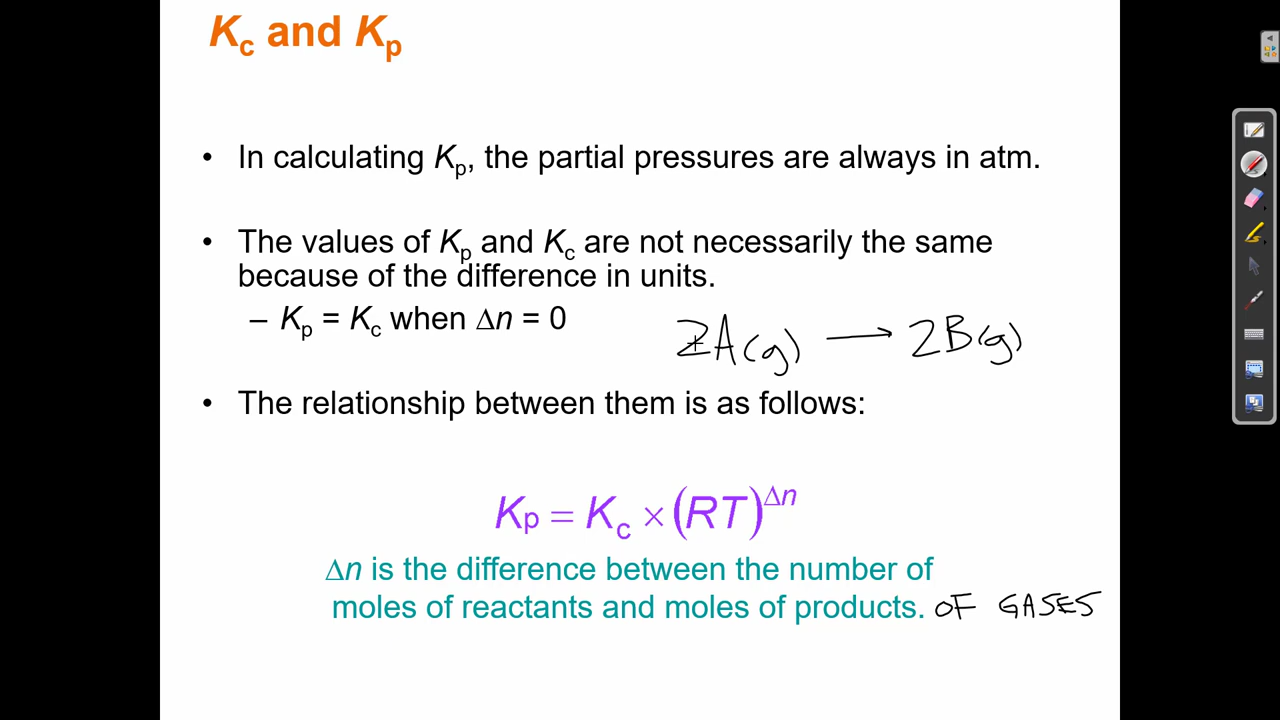 Kc and Kp
• In calculating Kp, the partial pressures are always in atm.
• The values of Kp and Kc are not necessarily the same
because of the difference in units.
– Kp = Kc when Δn = 0
2A(g) → 2B(g)
• The relationship between them is as follows:
Kp = Kc × (RT)^Δn
Δn is the difference between the number of
moles of reactants and moles of products. OF GASES